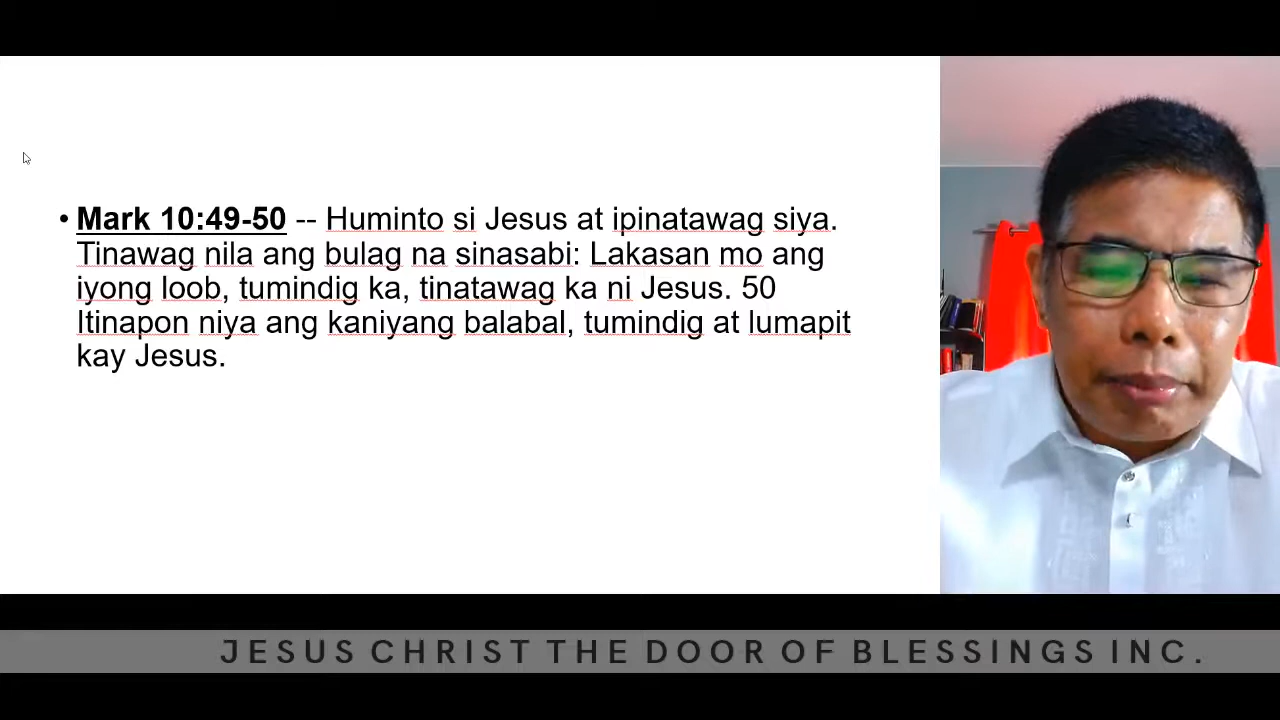 • Mark 10:49-50 -- Huminto si Jesus at ipinatawag siya.
Tinawag nila ang bulag na sinasabi: Lakasan mo ang
iyong loob, tumindig ka, tinatawag ka ni Jesus. 50
Itinapon niya ang kaniyang balabal, tumindig at lumapit
kay Jesus.
JESUS CHRIST THE DOOR OF BLESSINGS INC.